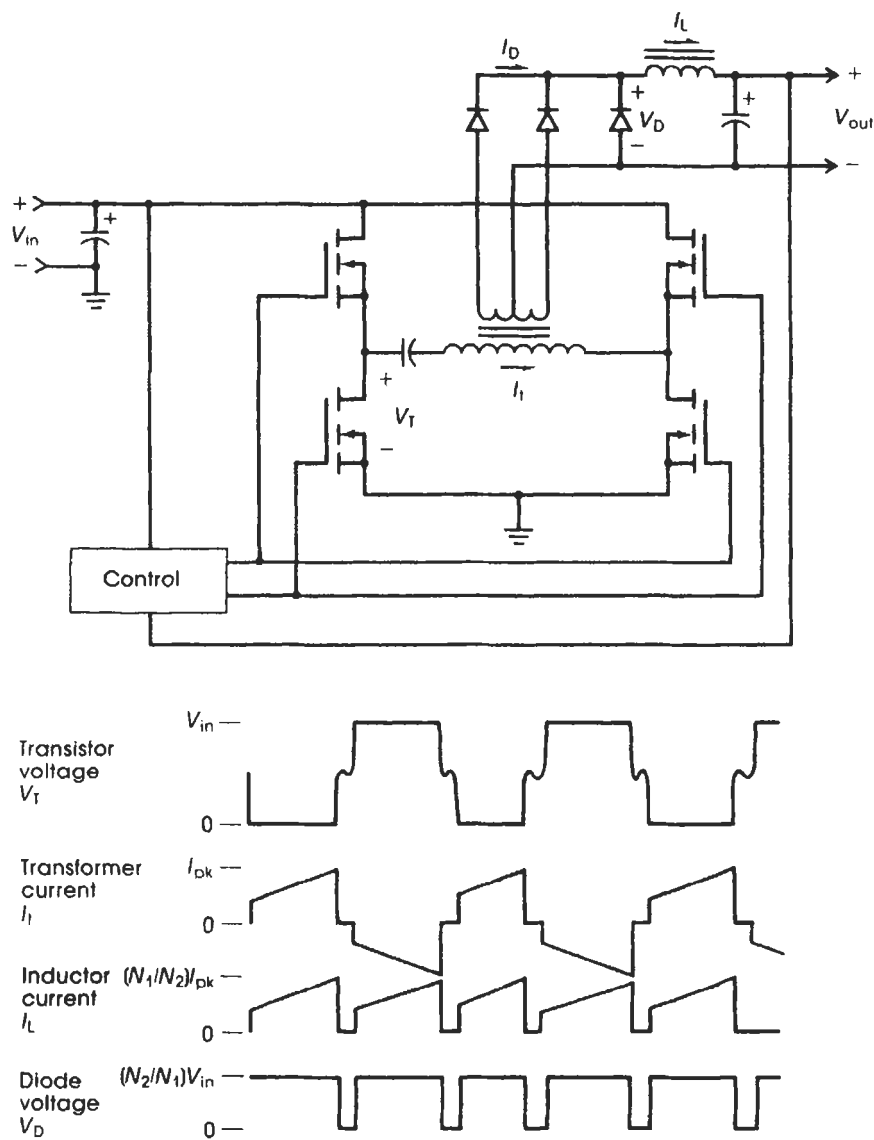 I_L
I_D
+
+
+
V_D
V_out
−
−
+
+
V_in
−
I_t
+
V_T
−
Control
V_in
Transistor
voltage
V_T
0
Transformer
current
I_t
I_pk
0
Inductor
current
I_L
(N_1/N_2)I_pk
0
Diode
voltage
V_D
(N_2/N_1)V_in
0